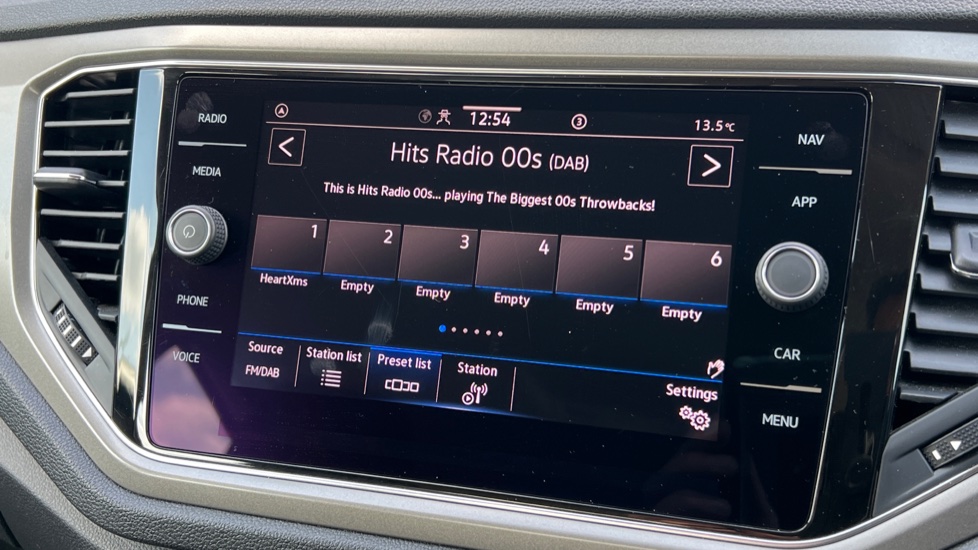 RADIO
MEDIA
PHONE
VOICE
12:54
3
13.5°C
Hits Radio 00s (DAB)
This is Hits Radio 00s... playing The Biggest 00s Throwbacks!
1 2 3 4 5 6
HeartXms Empty Empty Empty Empty Empty
Source Station list Preset list Station Settings
FM/DAB
NAV
APP
CAR
MENU